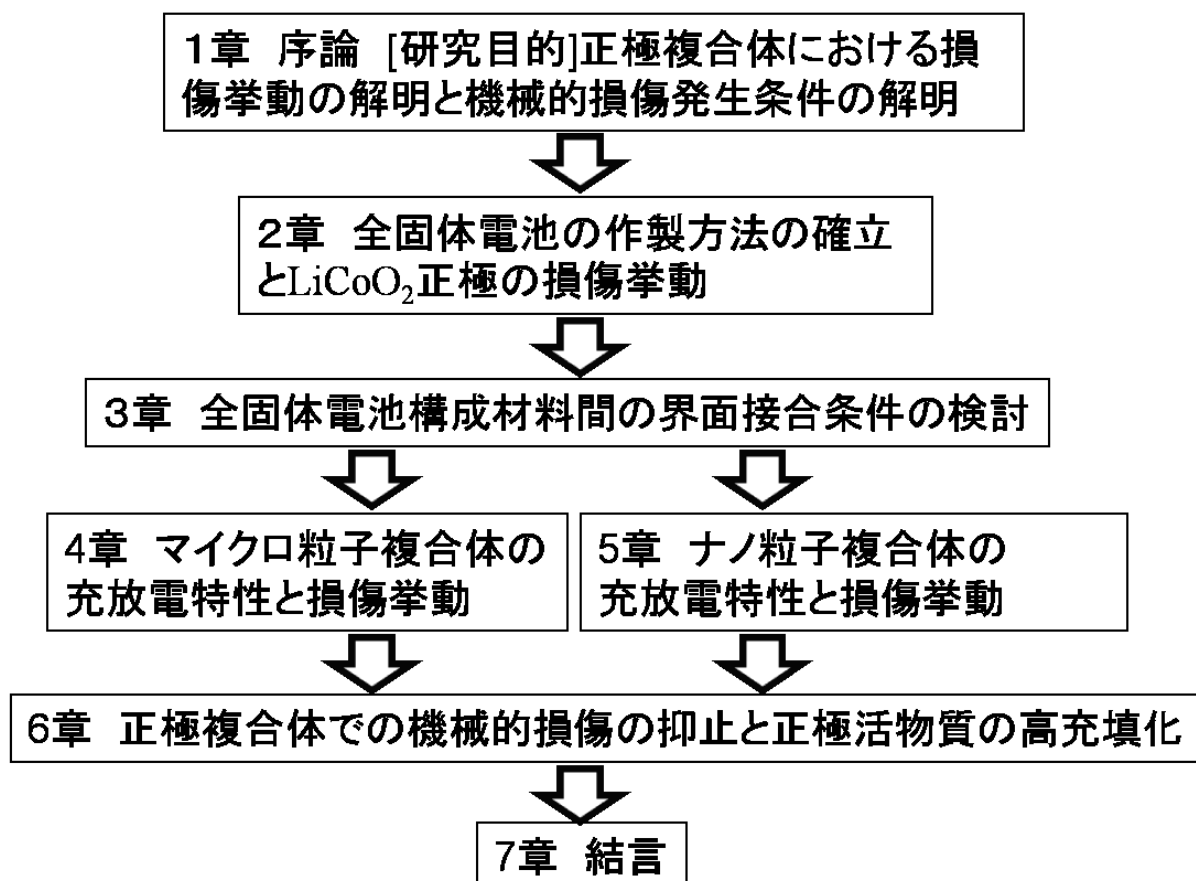 1章 序論 [研究目的]正極複合体における損
傷挙動の解明と機械的損傷発生条件の解明
2章 全固体電池の作製方法の確立
とLiCoO₂正極の損傷挙動
3章 全固体電池構成材料間の界面接合条件の検討
4章 マイクロ粒子複合体の
充放電特性と損傷挙動
5章 ナノ粒子複合体の
充放電特性と損傷挙動
6章 正極複合体での機械的損傷の抑止と正極活物質の高充填化
7章 結言